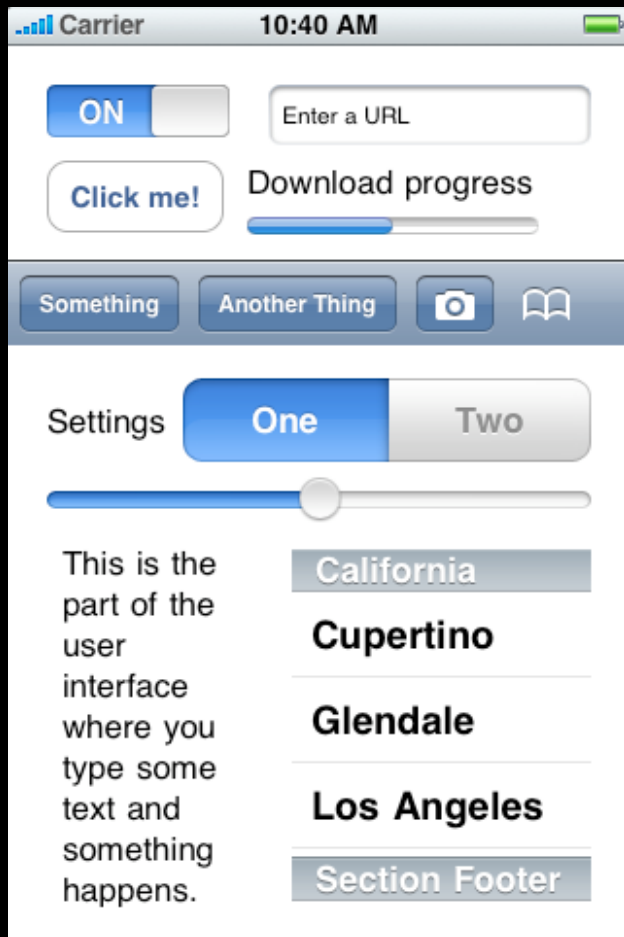 Carrier 10:40 AM
ON
Enter a URL
Click me!
Download progress
Something
Another Thing
Settings
One
Two
This is the
part of the
user
interface
where you
type some
text and
something
happens.
California
Cupertino
Glendale
Los Angeles
Section Footer